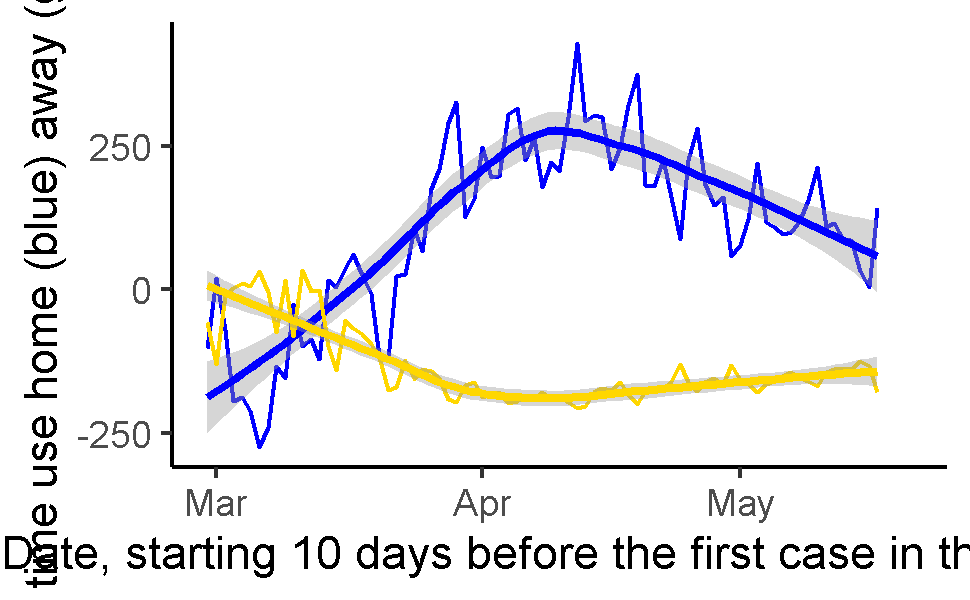 time use home (blue) away (
250
0
-250
Mar Apr May
Date, starting 10 days before the first case in th